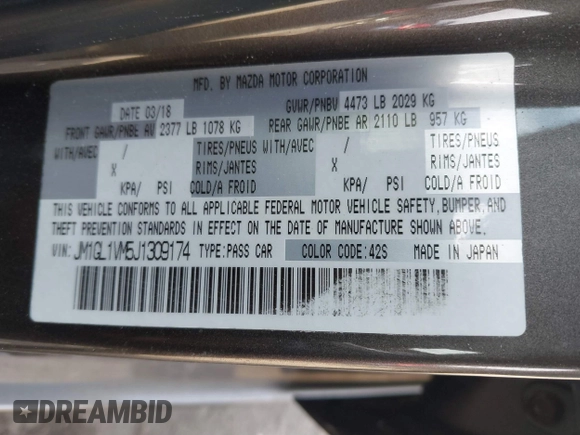 MFD. BY MAZDA MOTOR CORPORATION
DATE 03/18 GVWR/PNBV 4473 LB 2029 KG
FRONT GAWR/PNBE AV 2377 LB 1078 KG REAR GAWR/PNBE AR 2110 LB 957 KG
WITH/AVEC / TIRES/PNEUS WITH/AVEC / TIRES/PNEUS
X RIMS/JANTES X RIMS/JANTES
KPA/ PSI COLD/A FROID KPA/ PSI COLD/A FROID
THIS VEHICLE CONFORMS TO ALL APPLICABLE FEDERAL MOTOR VEHICLE SAFETY, BUMPER, AND
THEFT PREVENTION STANDARDS IN EFFECT ON THE DATE OF MANUFACTURE SHOWN ABOVE.
VIN: JM1GL1VM5J1309174 TYPE:PASS CAR COLOR CODE:42S MADE IN JAPAN
DREAMBID